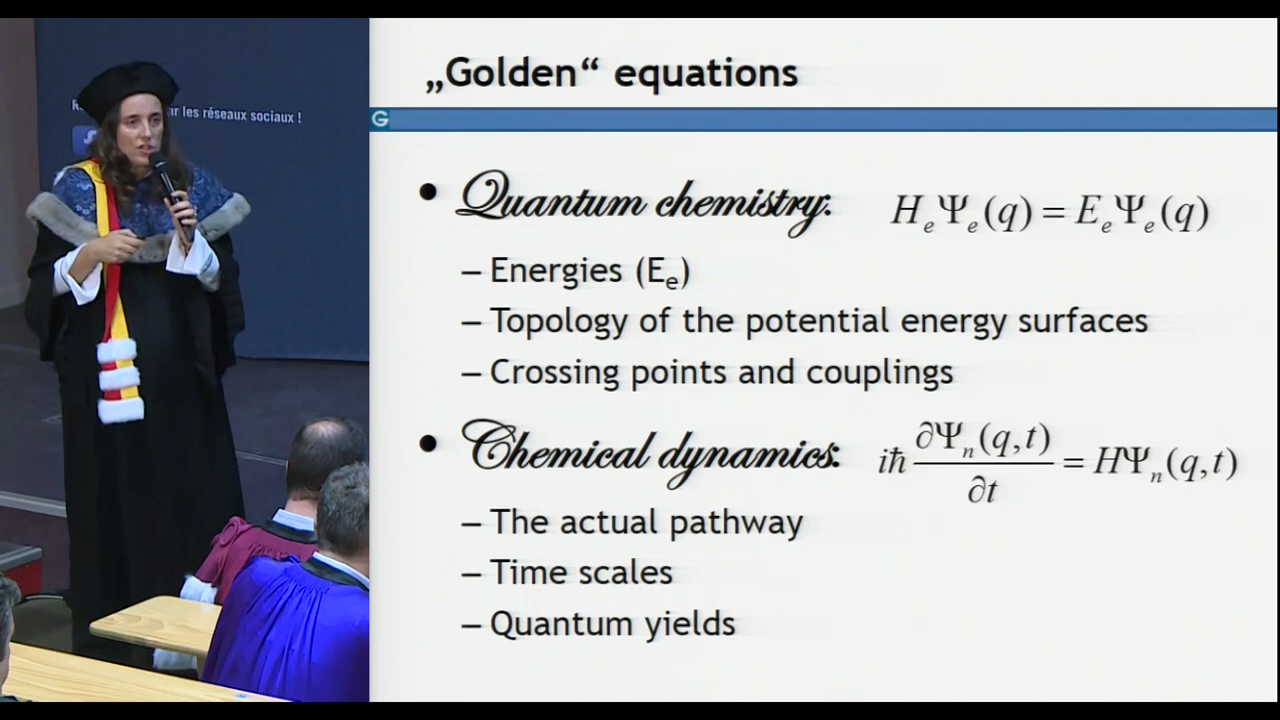 ur les réseaux sociaux !
„Golden“ equations
G
• Quantum chemistry: HₑΨₑ(q) = EₑΨₑ(q)
– Energies (Eₑ)
– Topology of the potential energy surfaces
– Crossing points and couplings
• Chemical dynamics: iħ ∂Ψₙ(q,t)/∂t = HΨₙ(q,t)
– The actual pathway
– Time scales
– Quantum yields